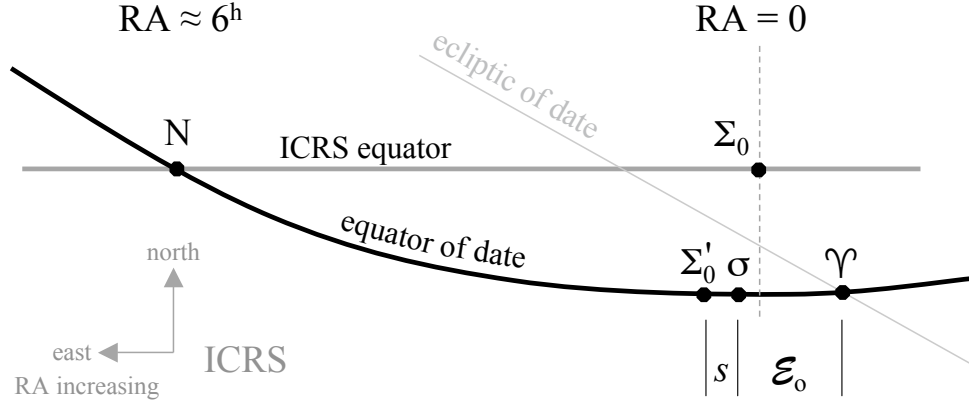 RA ≈ 6ʰ
RA = 0
ecliptic of date
N
ICRS equator
Σ₀
equator of date
north
Σ₀'
σ
♈
east
ICRS
s
ℰₒ
RA increasing